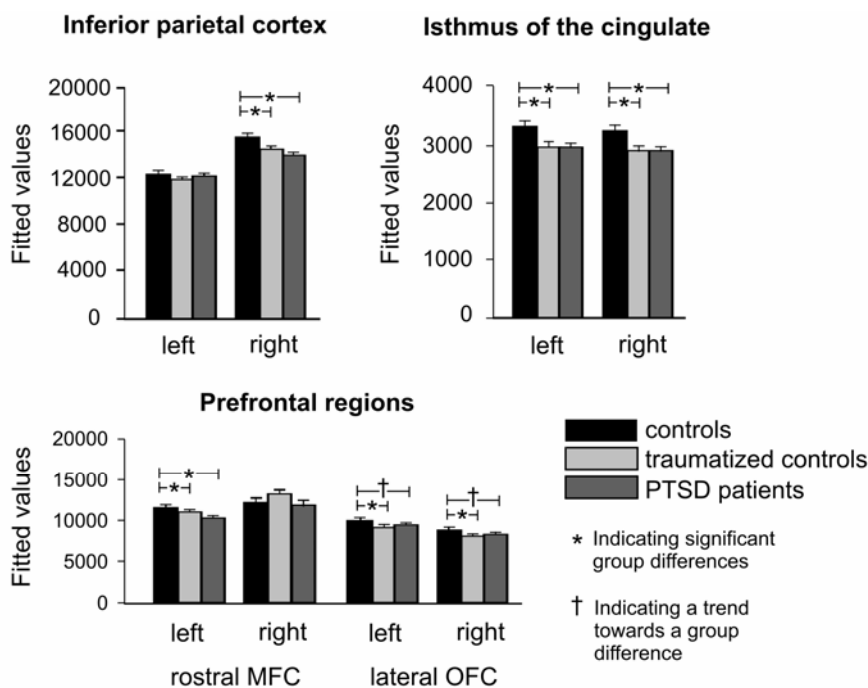 Inferior parietal cortex
Fitted values
20000
16000
12000
8000
4000
0
* *
left right
Isthmus of the cingulate
Fitted values
4000
3000
2000
1000
0
* * * *
left right
Prefrontal regions
Fitted values
20000
15000
10000
5000
0
* * † * † *
left right left right
rostral MFC lateral OFC
controls
traumatized controls
PTSD patients
* Indicating significant
group differences
† Indicating a trend
towards a group
difference